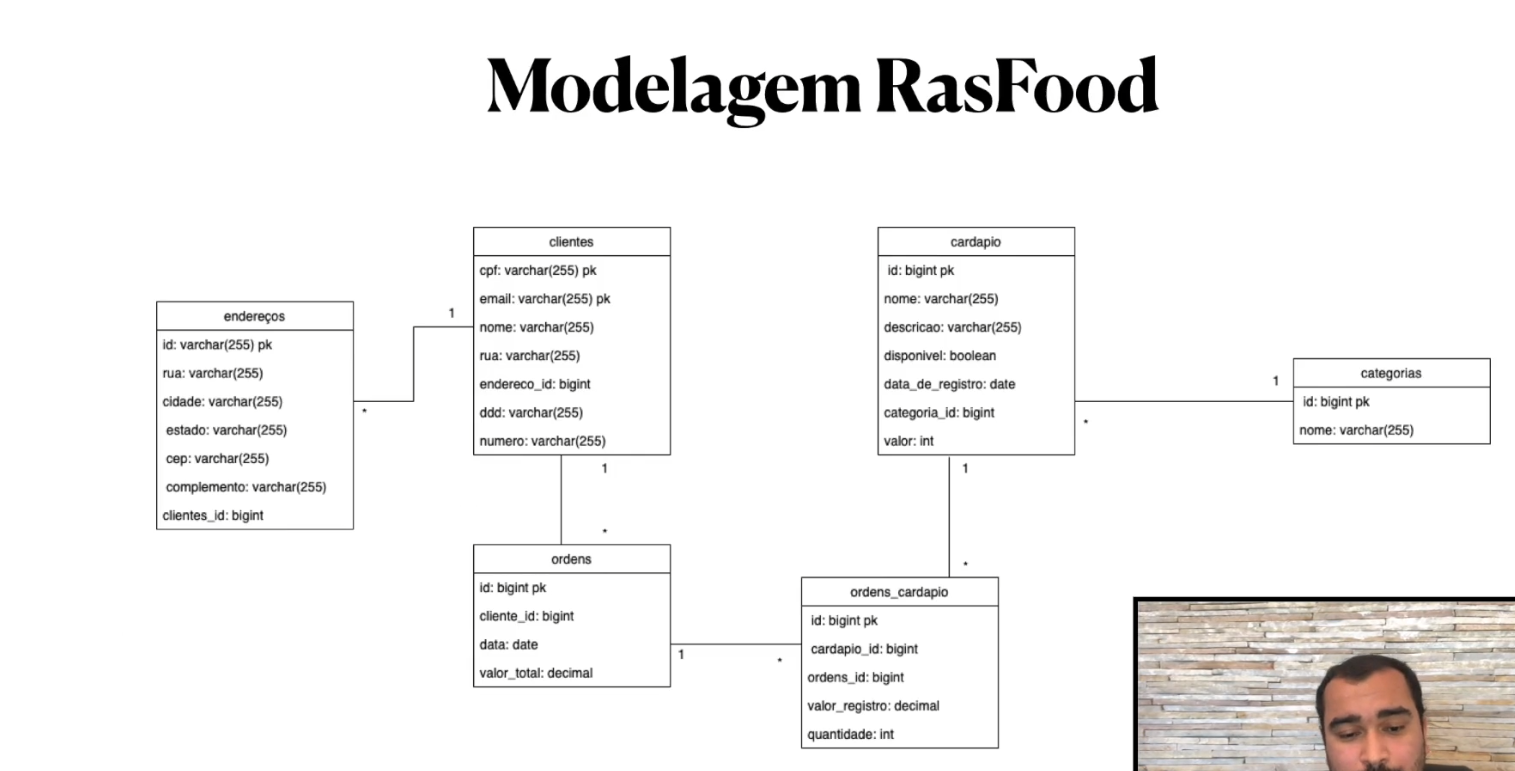 Modelagem RasFood
endereços
id: varchar(255) pk
rua: varchar(255)
cidade: varchar(255)
estado: varchar(255)
cep: varchar(255)
complemento: varchar(255)
clientes_id: bigint
1
*
clientes
cpf: varchar(255) pk
email: varchar(255) pk
nome: varchar(255)
rua: varchar(255)
endereco_id: bigint
ddd: varchar(255)
numero: varchar(255)
1
*
ordens
id: bigint pk
cliente_id: bigint
data: date
valor_total: decimal
1
*
cardapio
id: bigint pk
nome: varchar(255)
descricao: varchar(255)
disponivel: boolean
data_de_registro: date
categoria_id: bigint
valor: int
1
*
ordens_cardapio
id: bigint pk
cardapio_id: bigint
ordens_id: bigint
valor_registro: decimal
quantidade: int
1
*
categorias
id: bigint pk
nome: varchar(255)